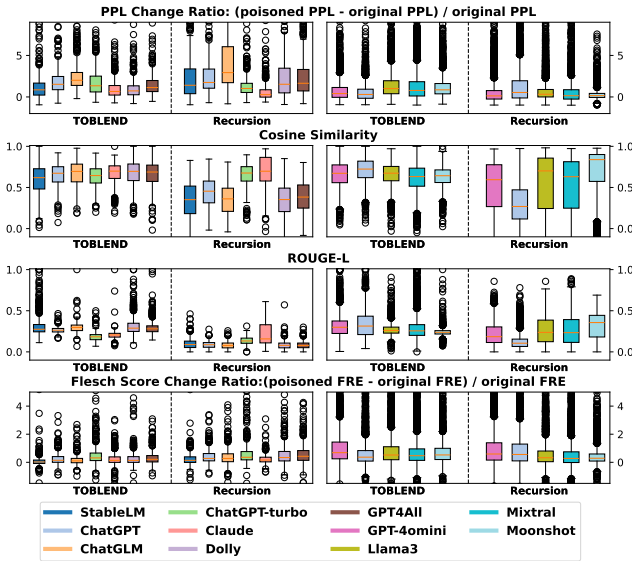 PPL Change Ratio: (poisoned PPL - original PPL) / original PPL
5
0
5
0
TOBLEND Recursion TOBLEND Recursion
Cosine Similarity
1.0
0.5
0.0
1.0
0.5
0.0
TOBLEND Recursion TOBLEND Recursion
ROUGE-L
1.0
0.5
0.0
1.0
0.5
0.0
TOBLEND Recursion TOBLEND Recursion
Flesch Score Change Ratio:(poisoned FRE - original FRE) / original FRE
4
2
0
4
2
0
TOBLEND Recursion TOBLEND Recursion
StableLM ChatGPT-turbo GPT4All Mixtral
ChatGPT Claude GPT-4omini Moonshot
ChatGLM Dolly Llama3